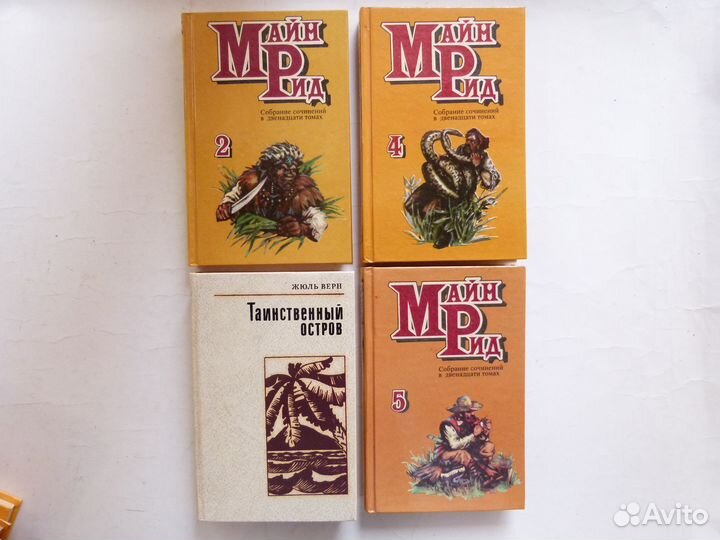 Майн
Рид
Собрание сочинений
в двенадцати томах
2
Майн
Рид
Собрание сочинений
в двенадцати томах
4
ЖЮЛЬ ВЕРН
Таинственный
остров
Майн
Рид
Собрание сочинений
в двенадцати томах
5
Avito